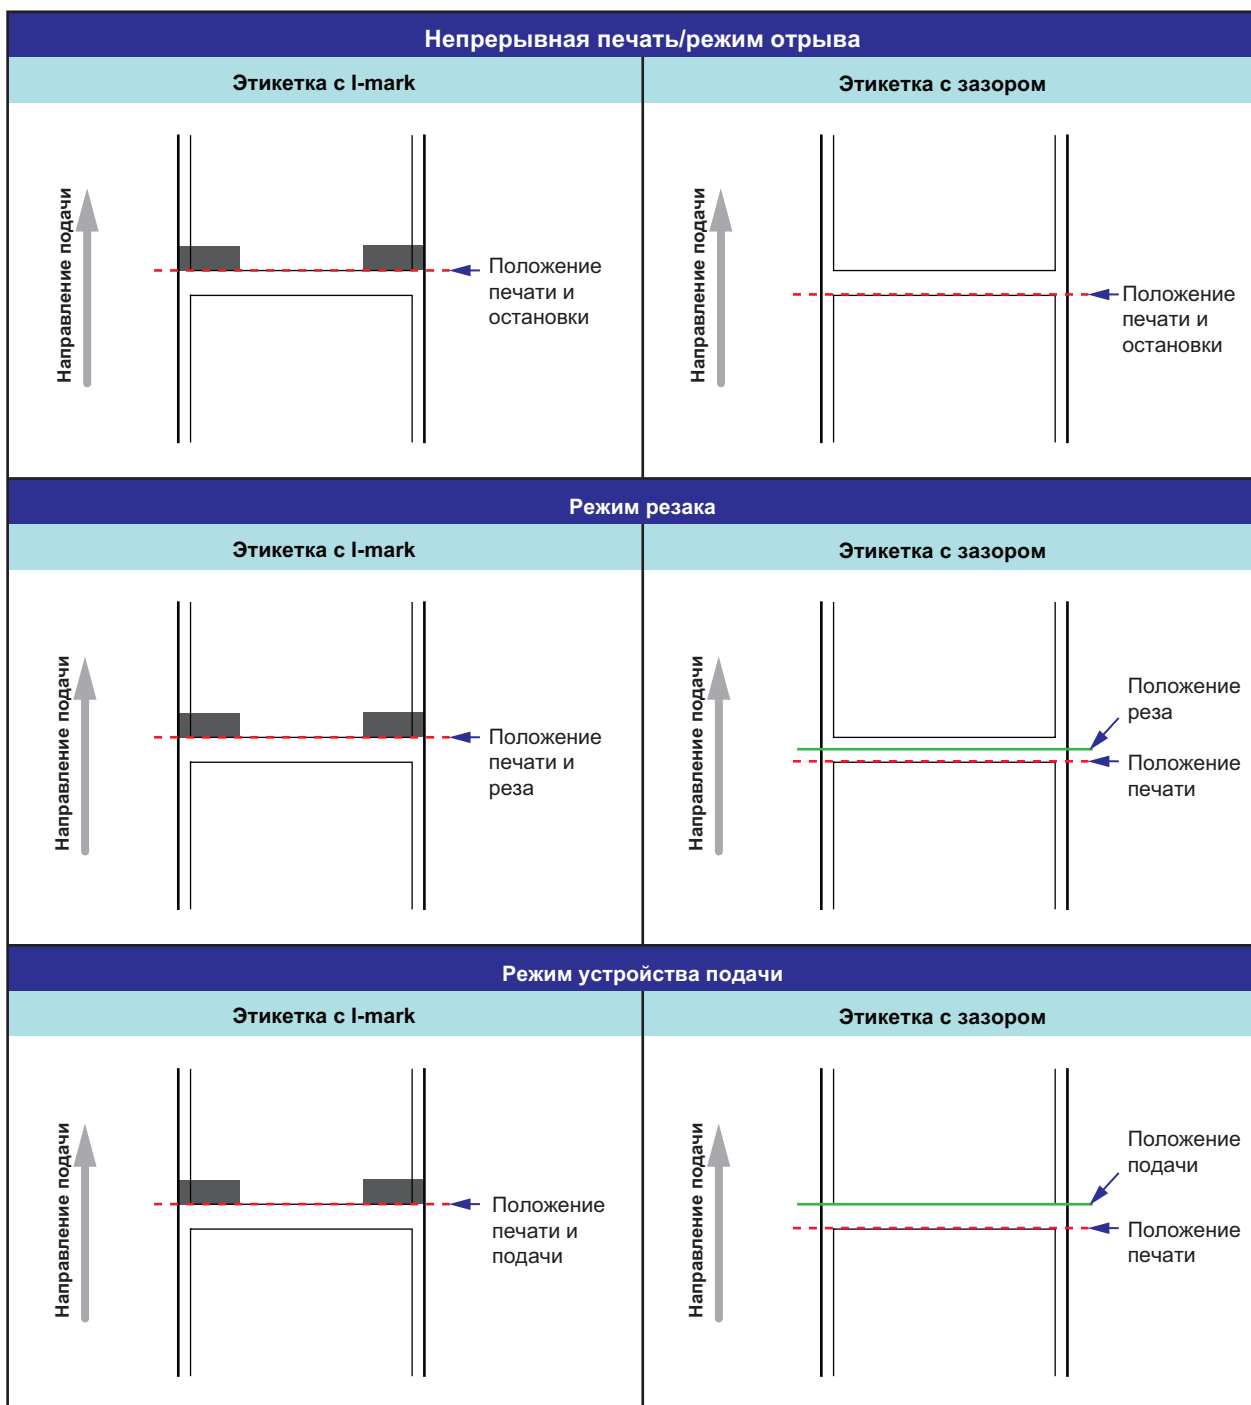 Непрерывная печать/режим отрыва
Этикетка с I-mark
Этикетка с зазором
Направление подачи
Положение
печати и
остановки
Направление подачи
Положение
печати и
остановки
Режим резака
Этикетка с I-mark
Этикетка с зазором
Направление подачи
Положение
печати и
реза
Направление подачи
Положение
реза
Положение
печати
Режим устройства подачи
Этикетка с I-mark
Этикетка с зазором
Направление подачи
Положение
печати и
подачи
Направление подачи
Положение
подачи
Положение
печати